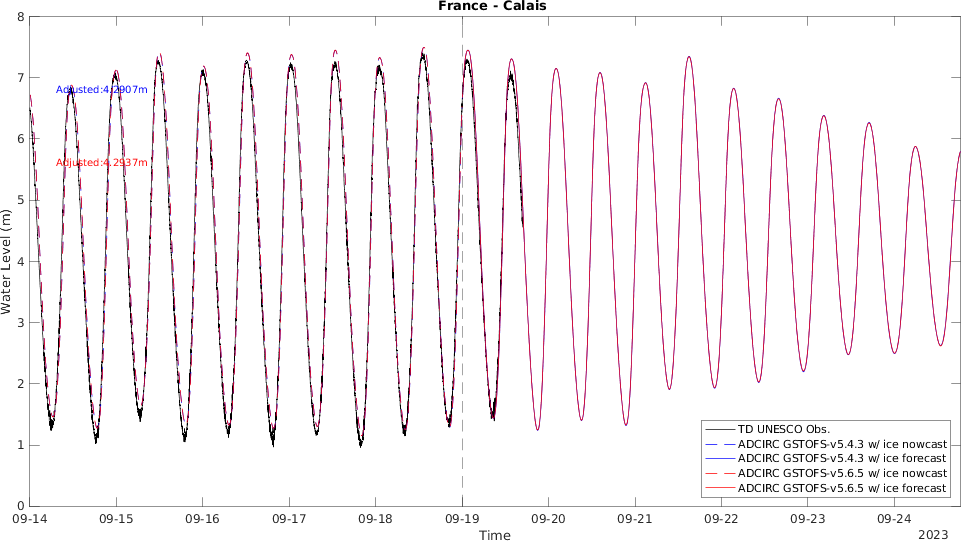 France - Calais
8
7
6
5
4
3
2
1
0
Water Level (m)
Adjusted:4.2907m
Adjusted:4.2937m
TD UNESCO Obs.
ADCIRC GSTOFS-v5.4.3 w/ ice nowcast
ADCIRC GSTOFS-v5.4.3 w/ ice forecast
ADCIRC GSTOFS-v5.6.5 w/ ice nowcast
ADCIRC GSTOFS-v5.6.5 w/ ice forecast
09-14 09-15 09-16 09-17 09-18 09-19 09-20 09-21 09-22 09-23 09-24
Time
2023